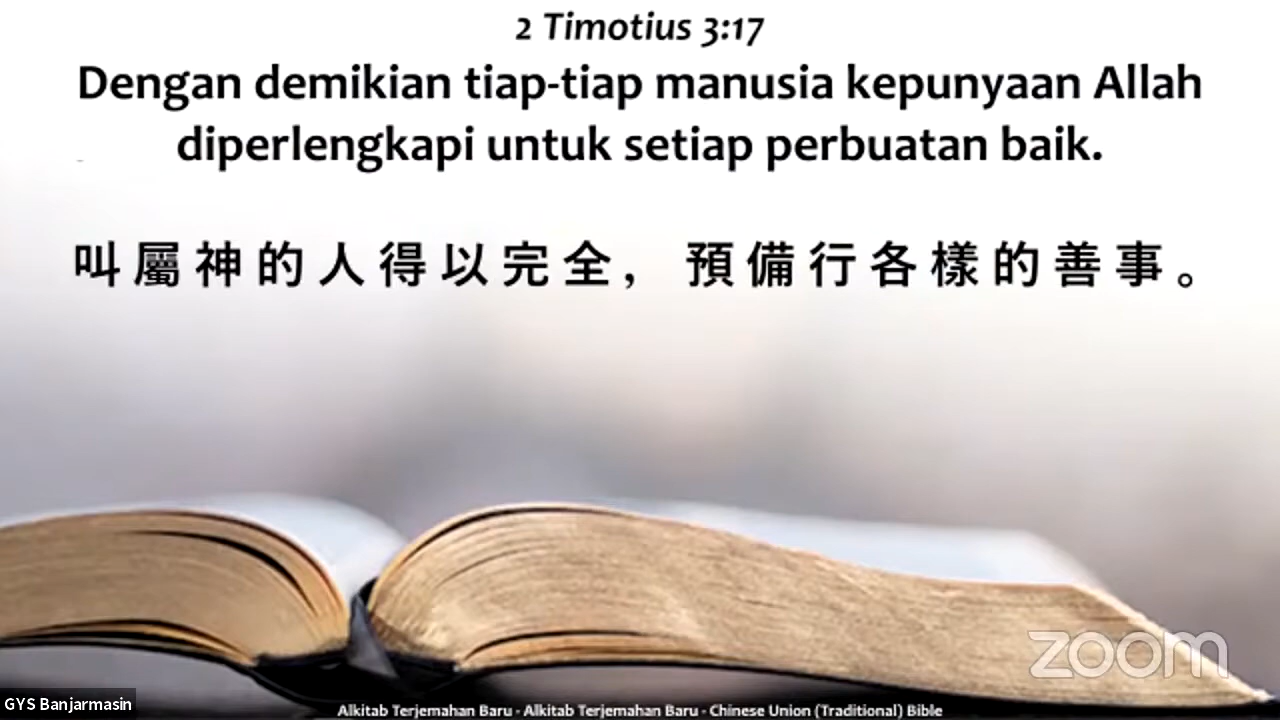 2 Timotius 3:17
Dengan demikian tiap-tiap manusia kepunyaan Allah
diperlengkapi untuk setiap perbuatan baik.
叫屬神的人得以完全，預備行各樣的善事。
zoom
GYS Banjarmasin
Alkitab Terjemahan Baru - Alkitab Terjemahan Baru - Chinese Union (Traditional) Bible